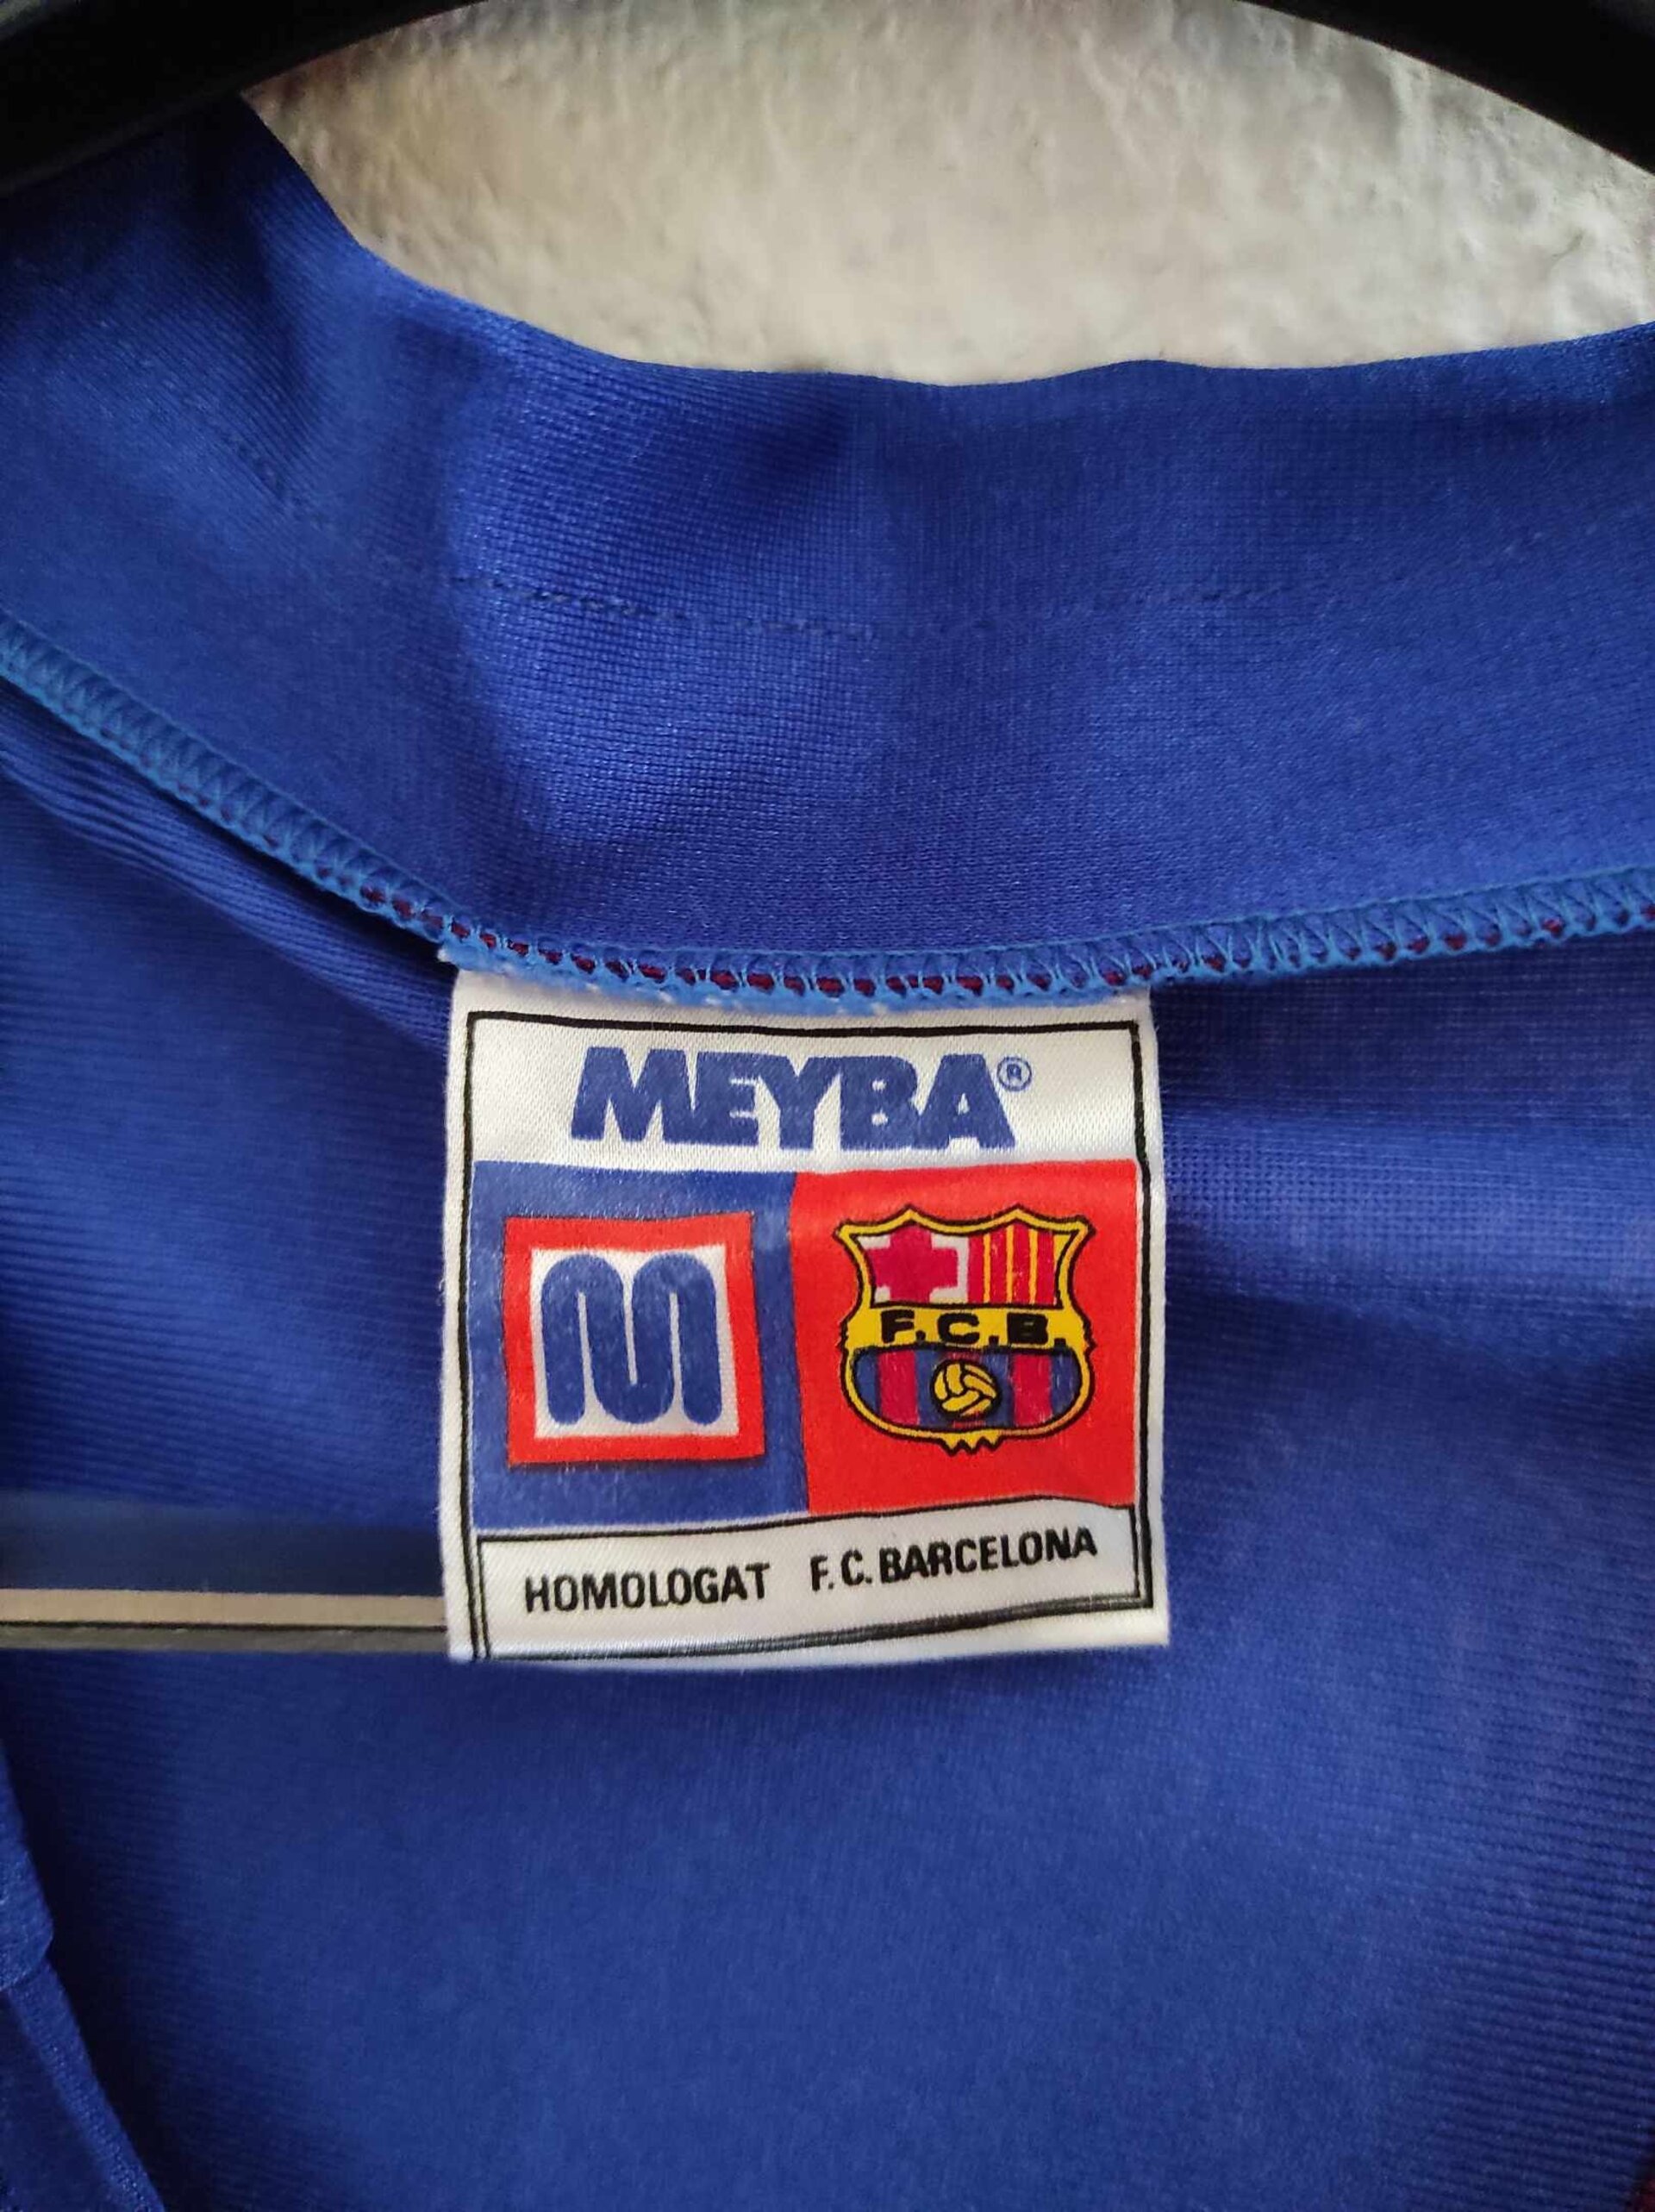 MEYBA®
M
F.C.B.
HOMOLOGAT F.C. BARCELONA